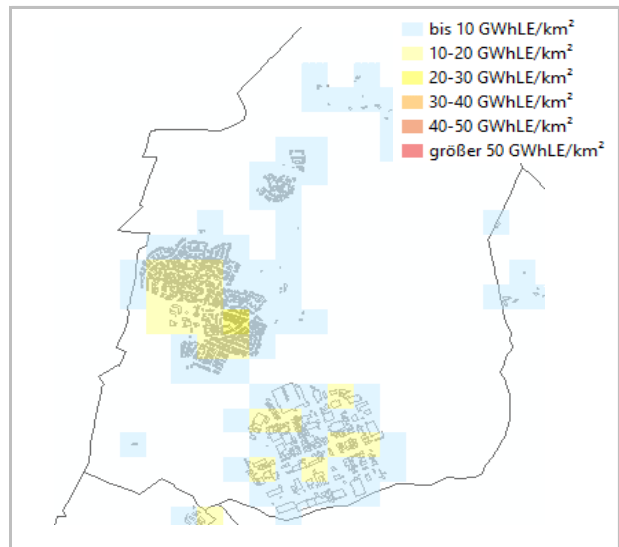 bis 10 GWhLE/km²
10-20 GWhLE/km²
20-30 GWhLE/km²
30-40 GWhLE/km²
40-50 GWhLE/km²
größer 50 GWhLE/km²